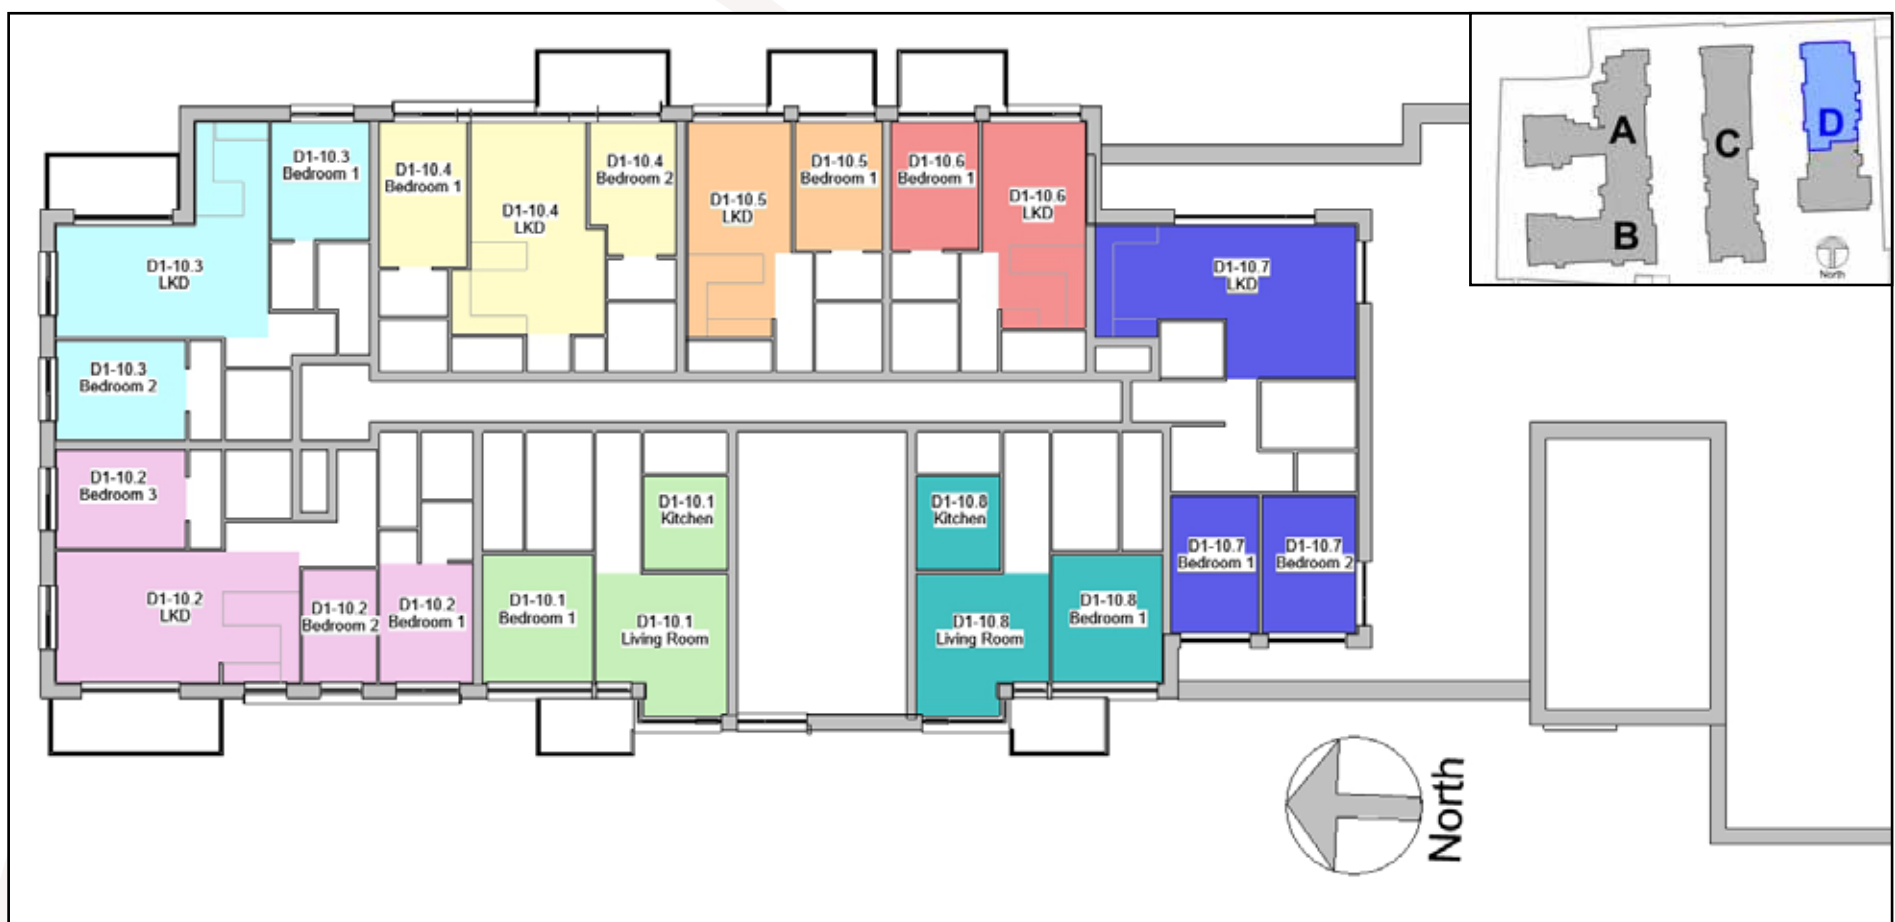 D1-10.3
Bedroom 1
D1-10.4
Bedroom 1
D1-10.4
LKD
D1-10.4
Bedroom 2
D1-10.5
LKD
D1-10.5
Bedroom 1
D1-10.6
Bedroom 1
D1-10.6
LKD
D1-10.3
LKD
D1-10.7
LKD
D1-10.3
Bedroom 2
D1-10.2
Bedroom 3
D1-10.1
Kitchen
D1-10.8
Kitchen
D1-10.7
Bedroom 1
D1-10.7
Bedroom 2
D1-10.2
LKD
D1-10.2
Bedroom 2
D1-10.2
Bedroom 1
D1-10.1
Bedroom 1
D1-10.1
Living Room
D1-10.8
Living Room
D1-10.8
Bedroom 1
A
B
C
D
North
North